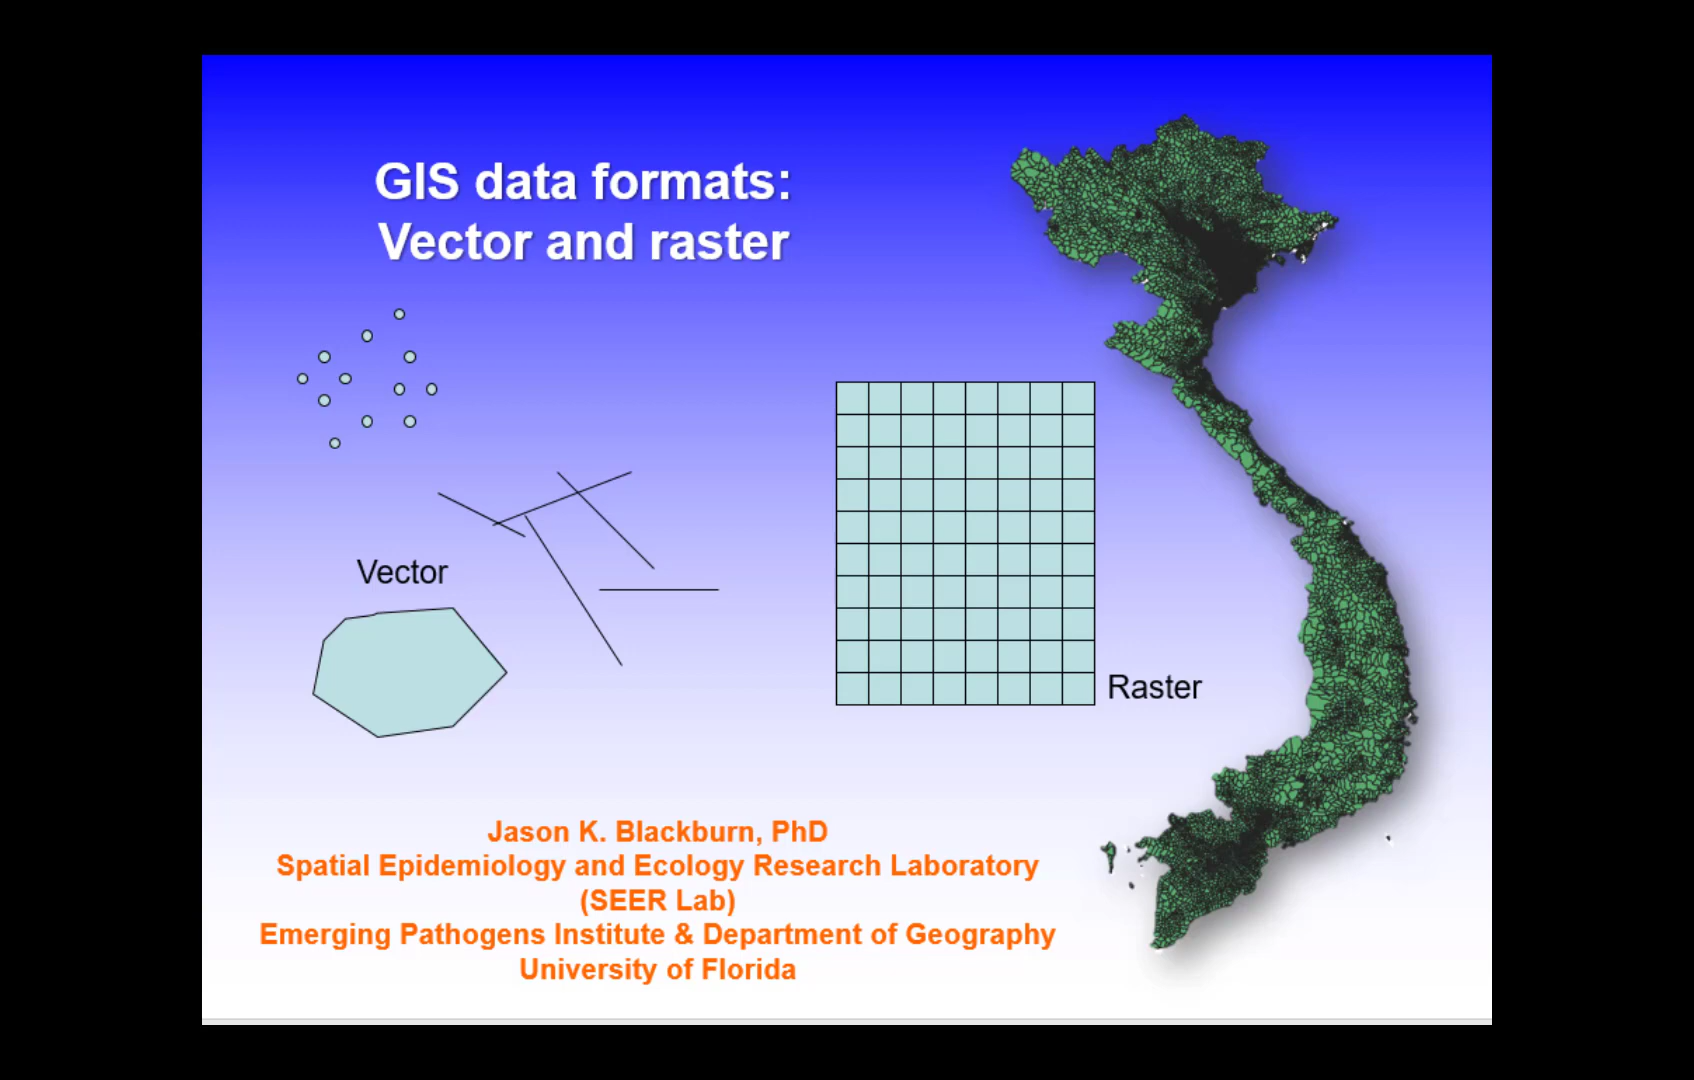 GIS data formats:
Vector and raster
Vector
Raster
Jason K. Blackburn, PhD
Spatial Epidemiology and Ecology Research Laboratory
(SEER Lab)
Emerging Pathogens Institute & Department of Geography
University of Florida